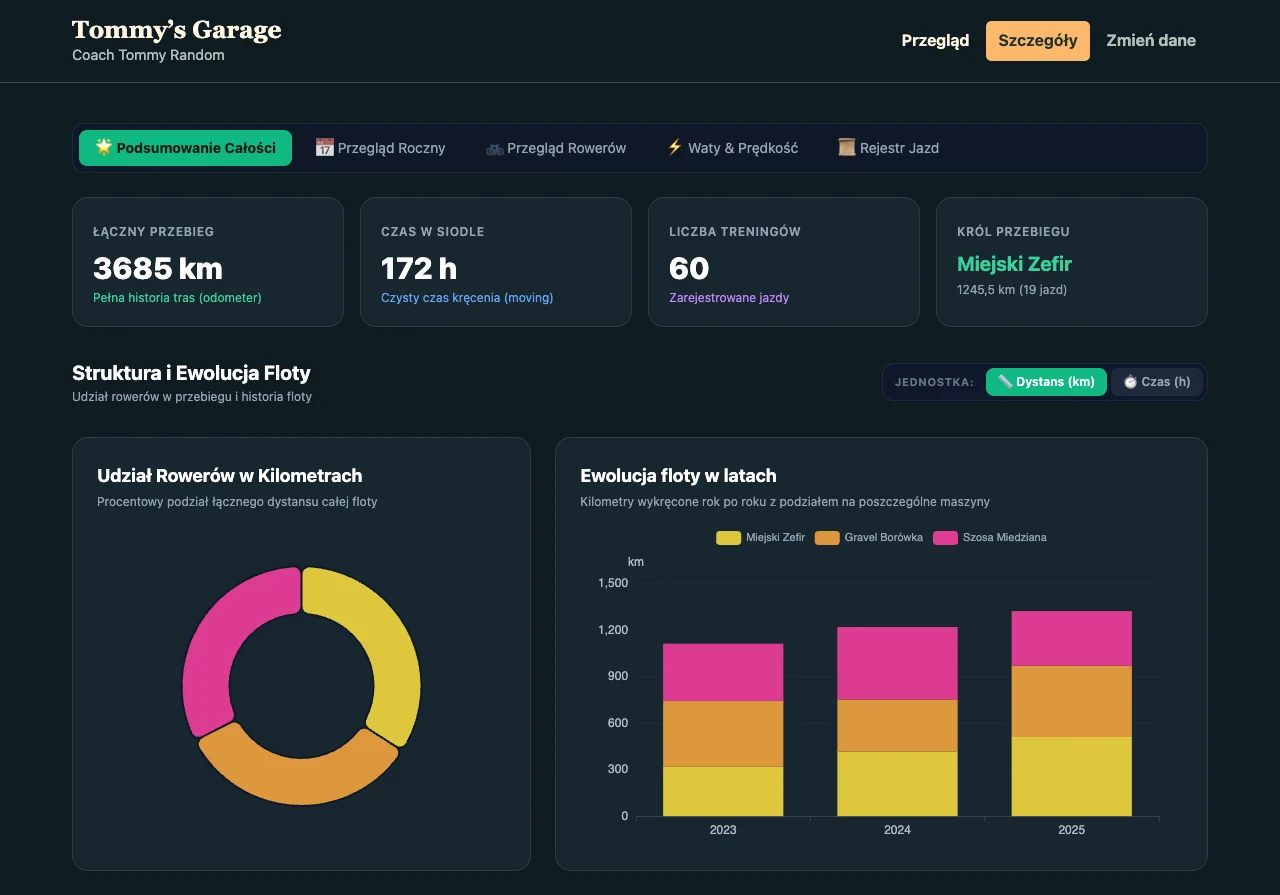 Tommy's Garage
Coach Tommy Random
Przegląd
Szczegóły
Zmień dane
Podsumowanie Całości
17
Przegląd Roczny
Przegląd Rowerów
Waty & Prędkość
Rejestr Jazd
ŁĄCZNY PRZEBIEG
3685 km
Pełna historia tras (odometer)
CZAS W SIODLE
172 h
Czysty czas kręcenia (moving)
LICZBA TRENINGÓW
60
Zarejestrowane jazdy
KRÓL PRZEBIEGU
Miejski Zefir
1245,5 km (19 jazd)
Struktura i Ewolucja Floty
Udział rowerów w przebiegu i historia floty
JEDNOSTKA:
Dystans (km)
Czas (h)
Udział Rowerów w Kilometrach
Procentowy podział łącznego dystansu całej floty
Ewolucja floty w latach
Kilometry wykręcone rok po roku z podziałem na poszczególne maszyny
Miejski Zefir
Gravel Borówka
Szosa Miedziana
km
1,500
1,200
900
600
300
0
2023
2024
2025